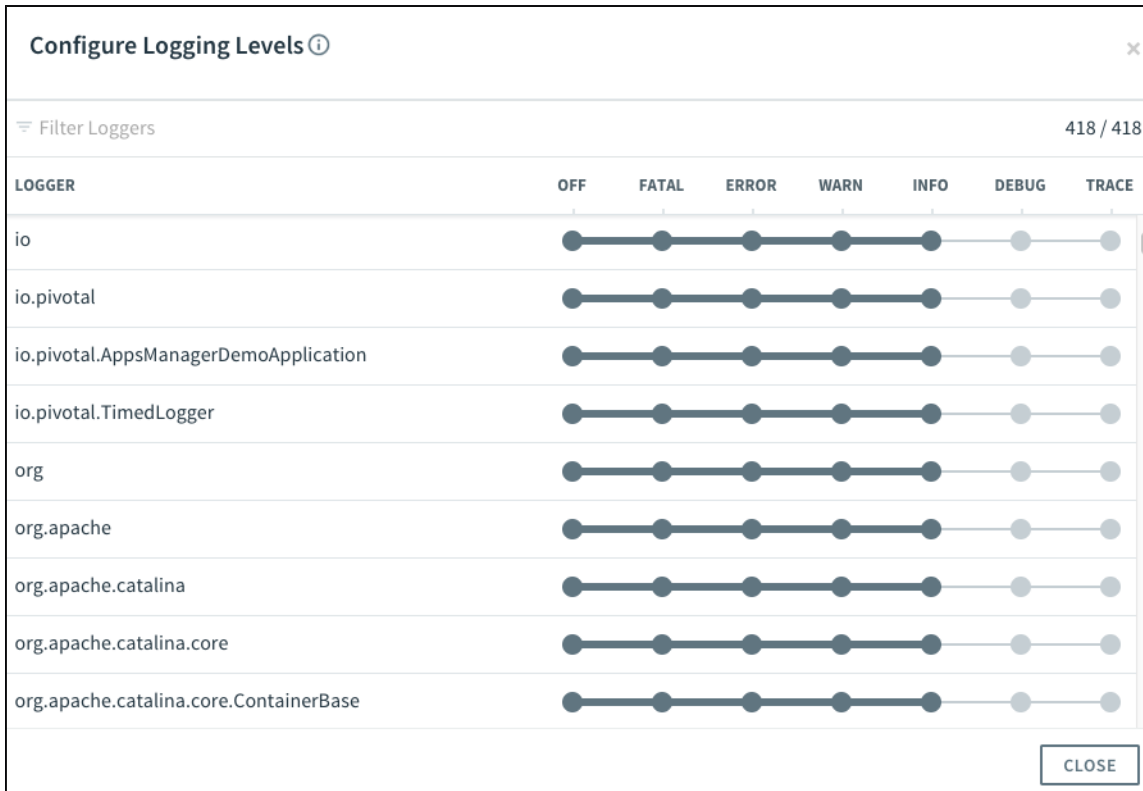 Configure Logging Levels
Filter Loggers 418 / 418
LOGGER OFF FATAL ERROR WARN INFO DEBUG TRACE
io
io.pivotal
io.pivotal.AppsManagerDemoApplication
io.pivotal.TimedLogger
org
org.apache
org.apache.catalina
org.apache.catalina.core
org.apache.catalina.core.ContainerBase
CLOSE